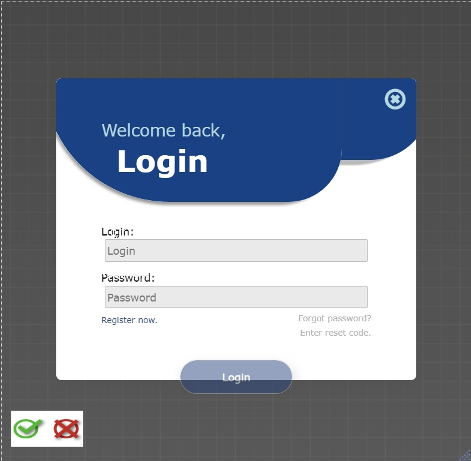 Welcome back,
Login
Login:
Login
Password:
Password
Register now.
Forgot password?
Enter reset code.
Login